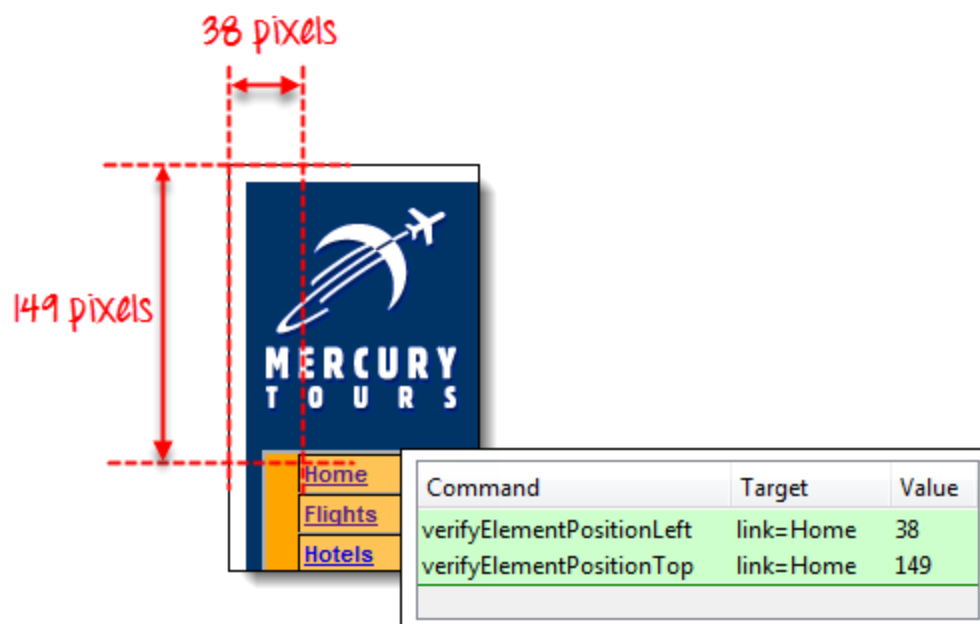 38 pixels
149 pixels
MERCURY
TOURS
Home
Flights
Hotels
Command Target Value
verifyElementPositionLeft link=Home 38
verifyElementPositionTop link=Home 149